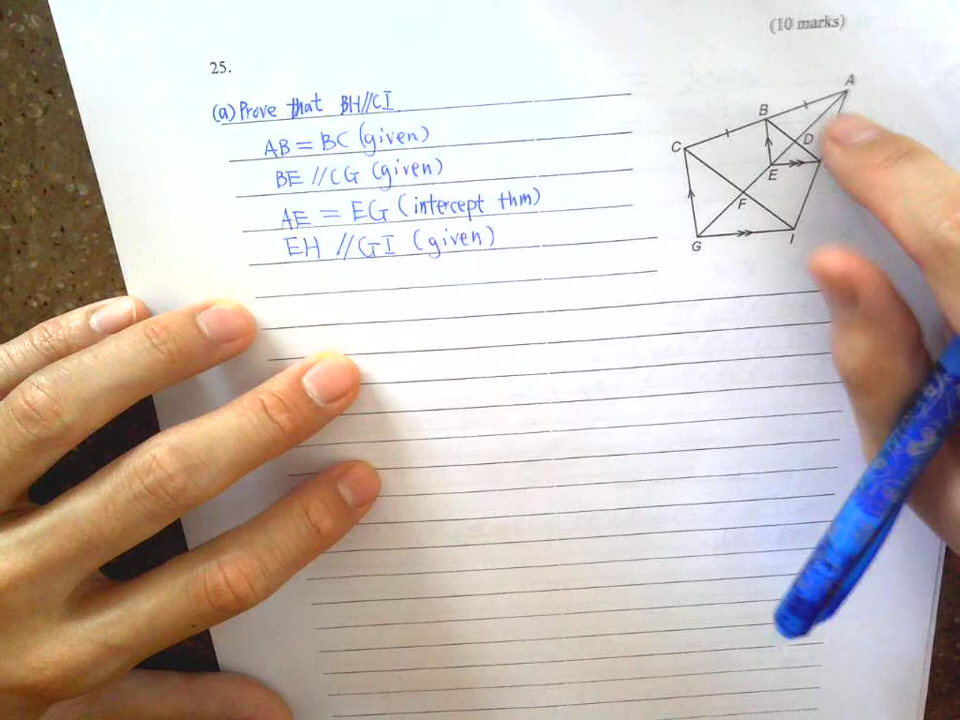 (10 marks)
25.
(a) Prove that BH//CI
AB = BC (given)
BE //CG (given)
AE = EG (intercept thm)
EH //GI (given)
A
B
C
D
E
F
G
I